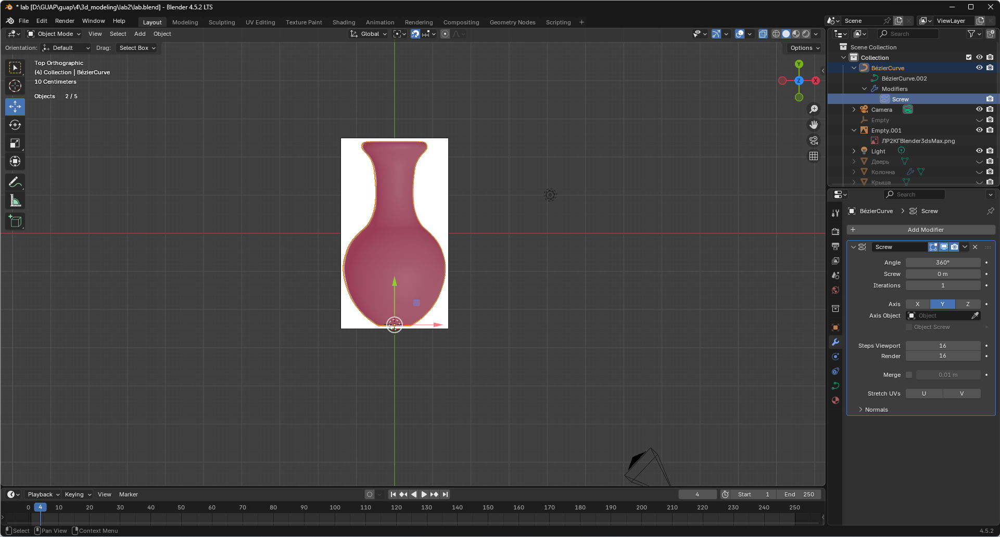 * lab [D:\GUAP\guap\4\3d_modeling\lab2\lab.blend] - Blender 4.5.2 LTS
File Edit Render Window Help
Layout Modeling Sculpting UV Editing Texture Paint Shading Animation Rendering Compositing Geometry Nodes Scripting +
Scene
ViewLayer
Object Mode View Select Add Object
Global
Orientation: Default Drag: Select Box
Options
Top Orthographic
(4) Collection | BézierCurve
10 Centimeters
Objects 2 / 5
Y
Z
X
Search
Scene Collection
Collection
BézierCurve
BézierCurve.002
Modifiers
Screw
Camera
Empty
Empty.001
ЛР2КГBlender3dsMax.png
Light
Дверь
Колонна
Крыша
Search
BézierCurve > Screw
+ Add Modifier
Screw
Angle 360°
Screw 0 m
Iterations 1
Axis X Y Z
Axis Object Object
Object Screw
Steps Viewport 16
Render 16
Merge 0.01 m
Stretch UVs U V
Normals
Playback Keying View Marker
4
Start 1 End 250
0 4 10 20 30 40 50 60 70 80 90 100 110 120 130 140 150 160 170 180 190 200 210 220 230 240 250
Select Pan View Context Menu
4.5.2